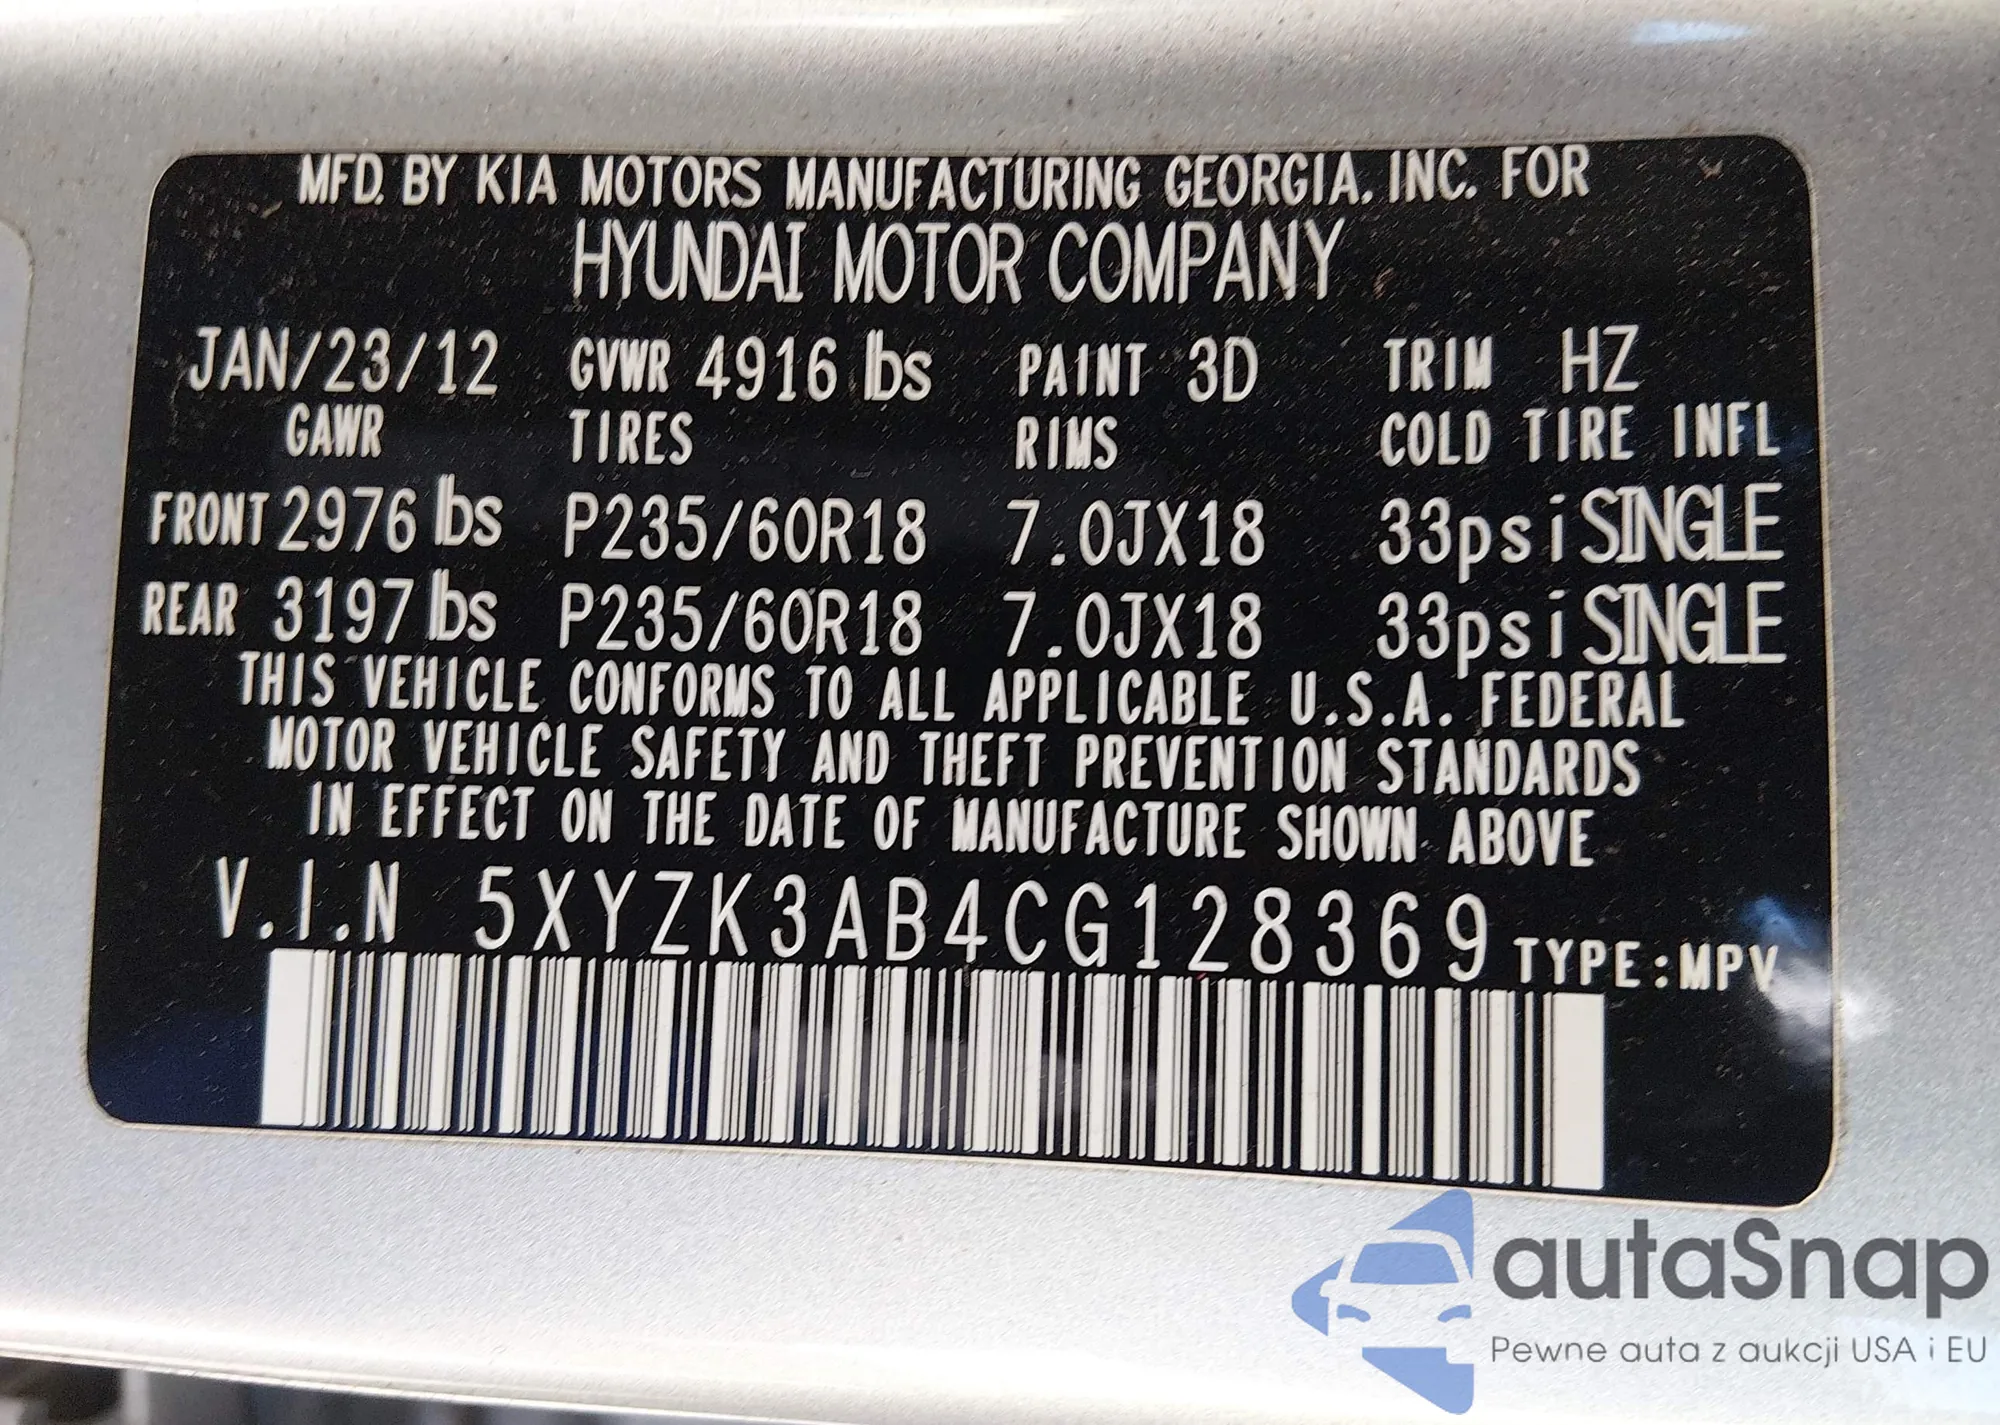 MFD. BY KIA MOTORS MANUFACTURING GEORGIA. INC. FOR
HYUNDAI MOTOR COMPANY
JAN/23/12 GVWR 4916 lbs PAINT 3D TRIM HZ
GAWR TIRES RIMS COLD TIRE INFL
FRONT 2976 lbs P235/60R18 7.0JX18 33psi SINGLE
REAR 3197 lbs P235/60R18 7.0JX18 33psi SINGLE
THIS VEHICLE CONFORMS TO ALL APPLICABLE U.S.A. FEDERAL
MOTOR VEHICLE SAFETY AND THEFT PREVENTION STANDARDS
IN EFFECT ON THE DATE OF MANUFACTURE SHOWN ABOVE
V.I.N 5XYZK3AB4CG128369 TYPE:MPV
autaSnap
Pewne auta z aukcji USA i EU